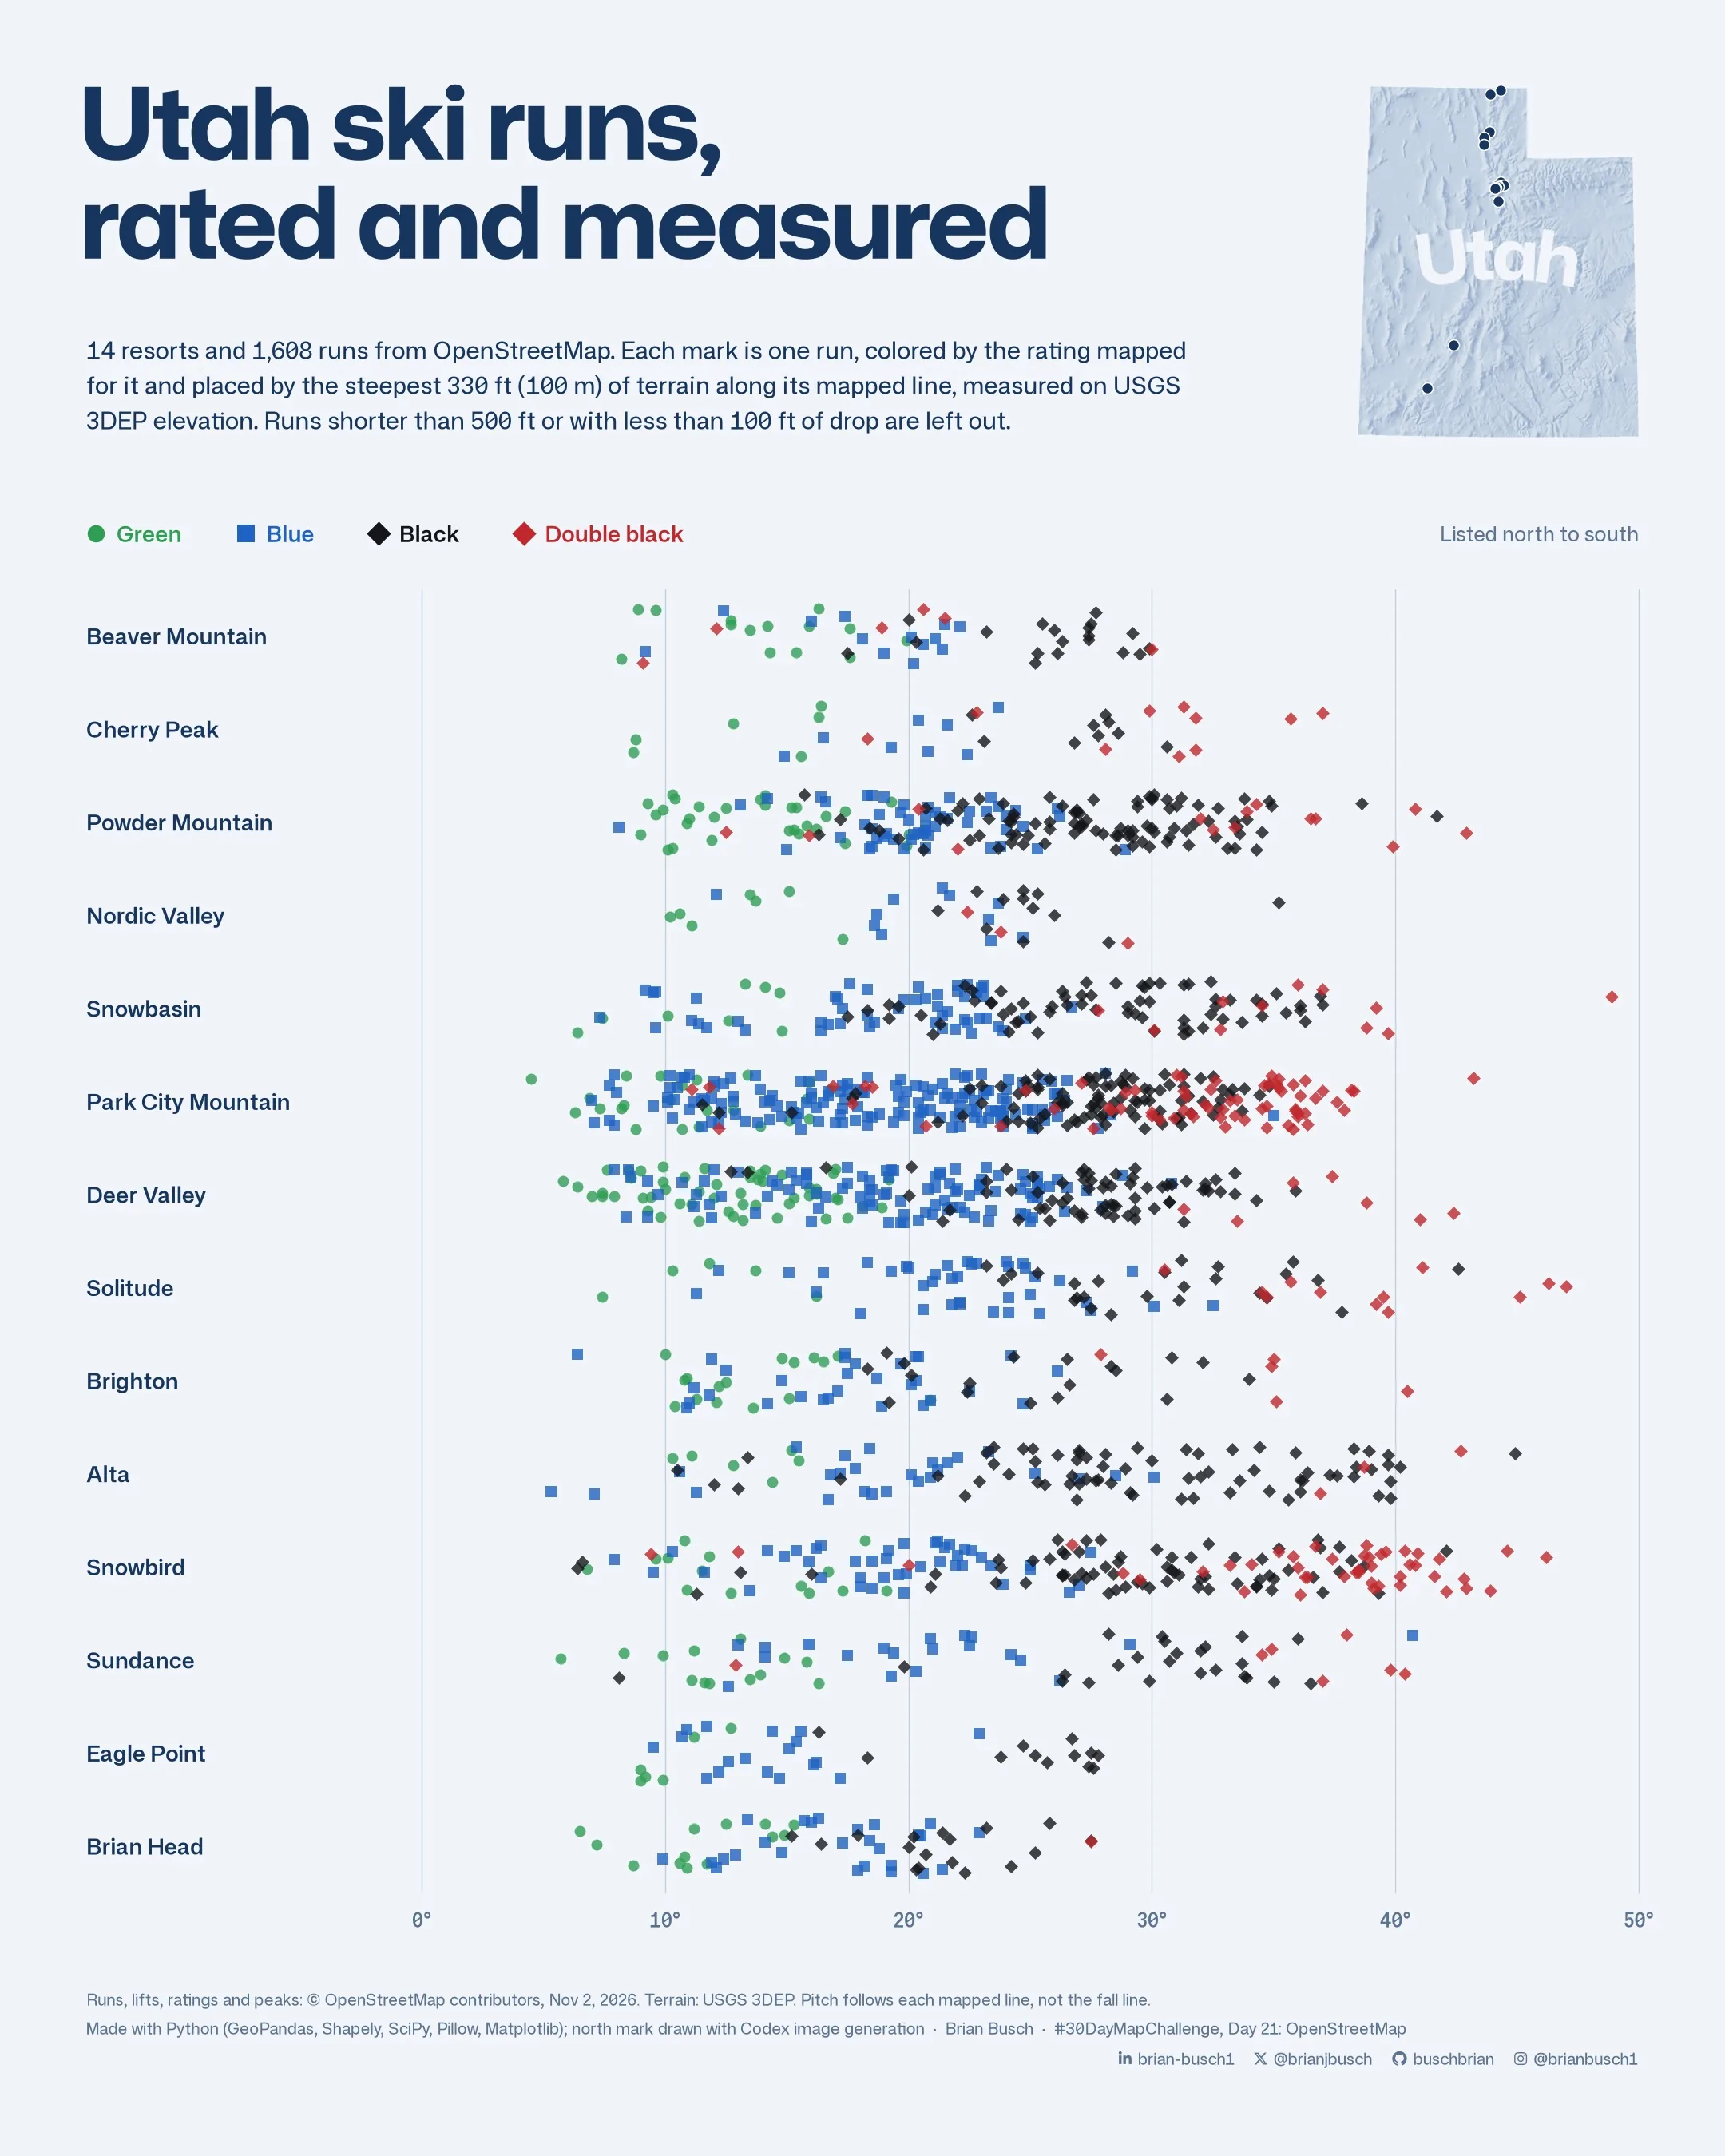 Utah ski runs,
rated and measured
Utah
14 resorts and 1,608 runs from OpenStreetMap. Each mark is one run, colored by the rating mapped
for it and placed by the steepest 330 ft (100 m) of terrain along its mapped line, measured on USGS
3DEP elevation. Runs shorter than 500 ft or with less than 100 ft of drop are left out.
Green Blue Black Double black Listed north to south
Beaver Mountain
Cherry Peak
Powder Mountain
Nordic Valley
Snowbasin
Park City Mountain
Deer Valley
Solitude
Brighton
Alta
Snowbird
Sundance
Eagle Point
Brian Head
0° 10° 20° 30° 40° 50°
Runs, lifts, ratings and peaks: © OpenStreetMap contributors, Nov 2, 2026. Terrain: USGS 3DEP. Pitch follows each mapped line, not the fall line.
Made with Python (GeoPandas, Shapely, SciPy, Pillow, Matplotlib); north mark drawn with Codex image generation · Brian Busch · #30DayMapChallenge, Day 21: OpenStreetMap
brian-busch1 @brianjbusch buschbrian @brianbusch1